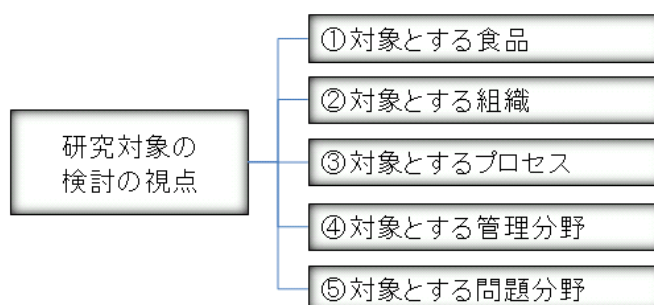 研究対象の
検討の視点
①対象とする食品
②対象とする組織
③対象とするプロセス
④対象とする管理分野
⑤対象とする問題分野